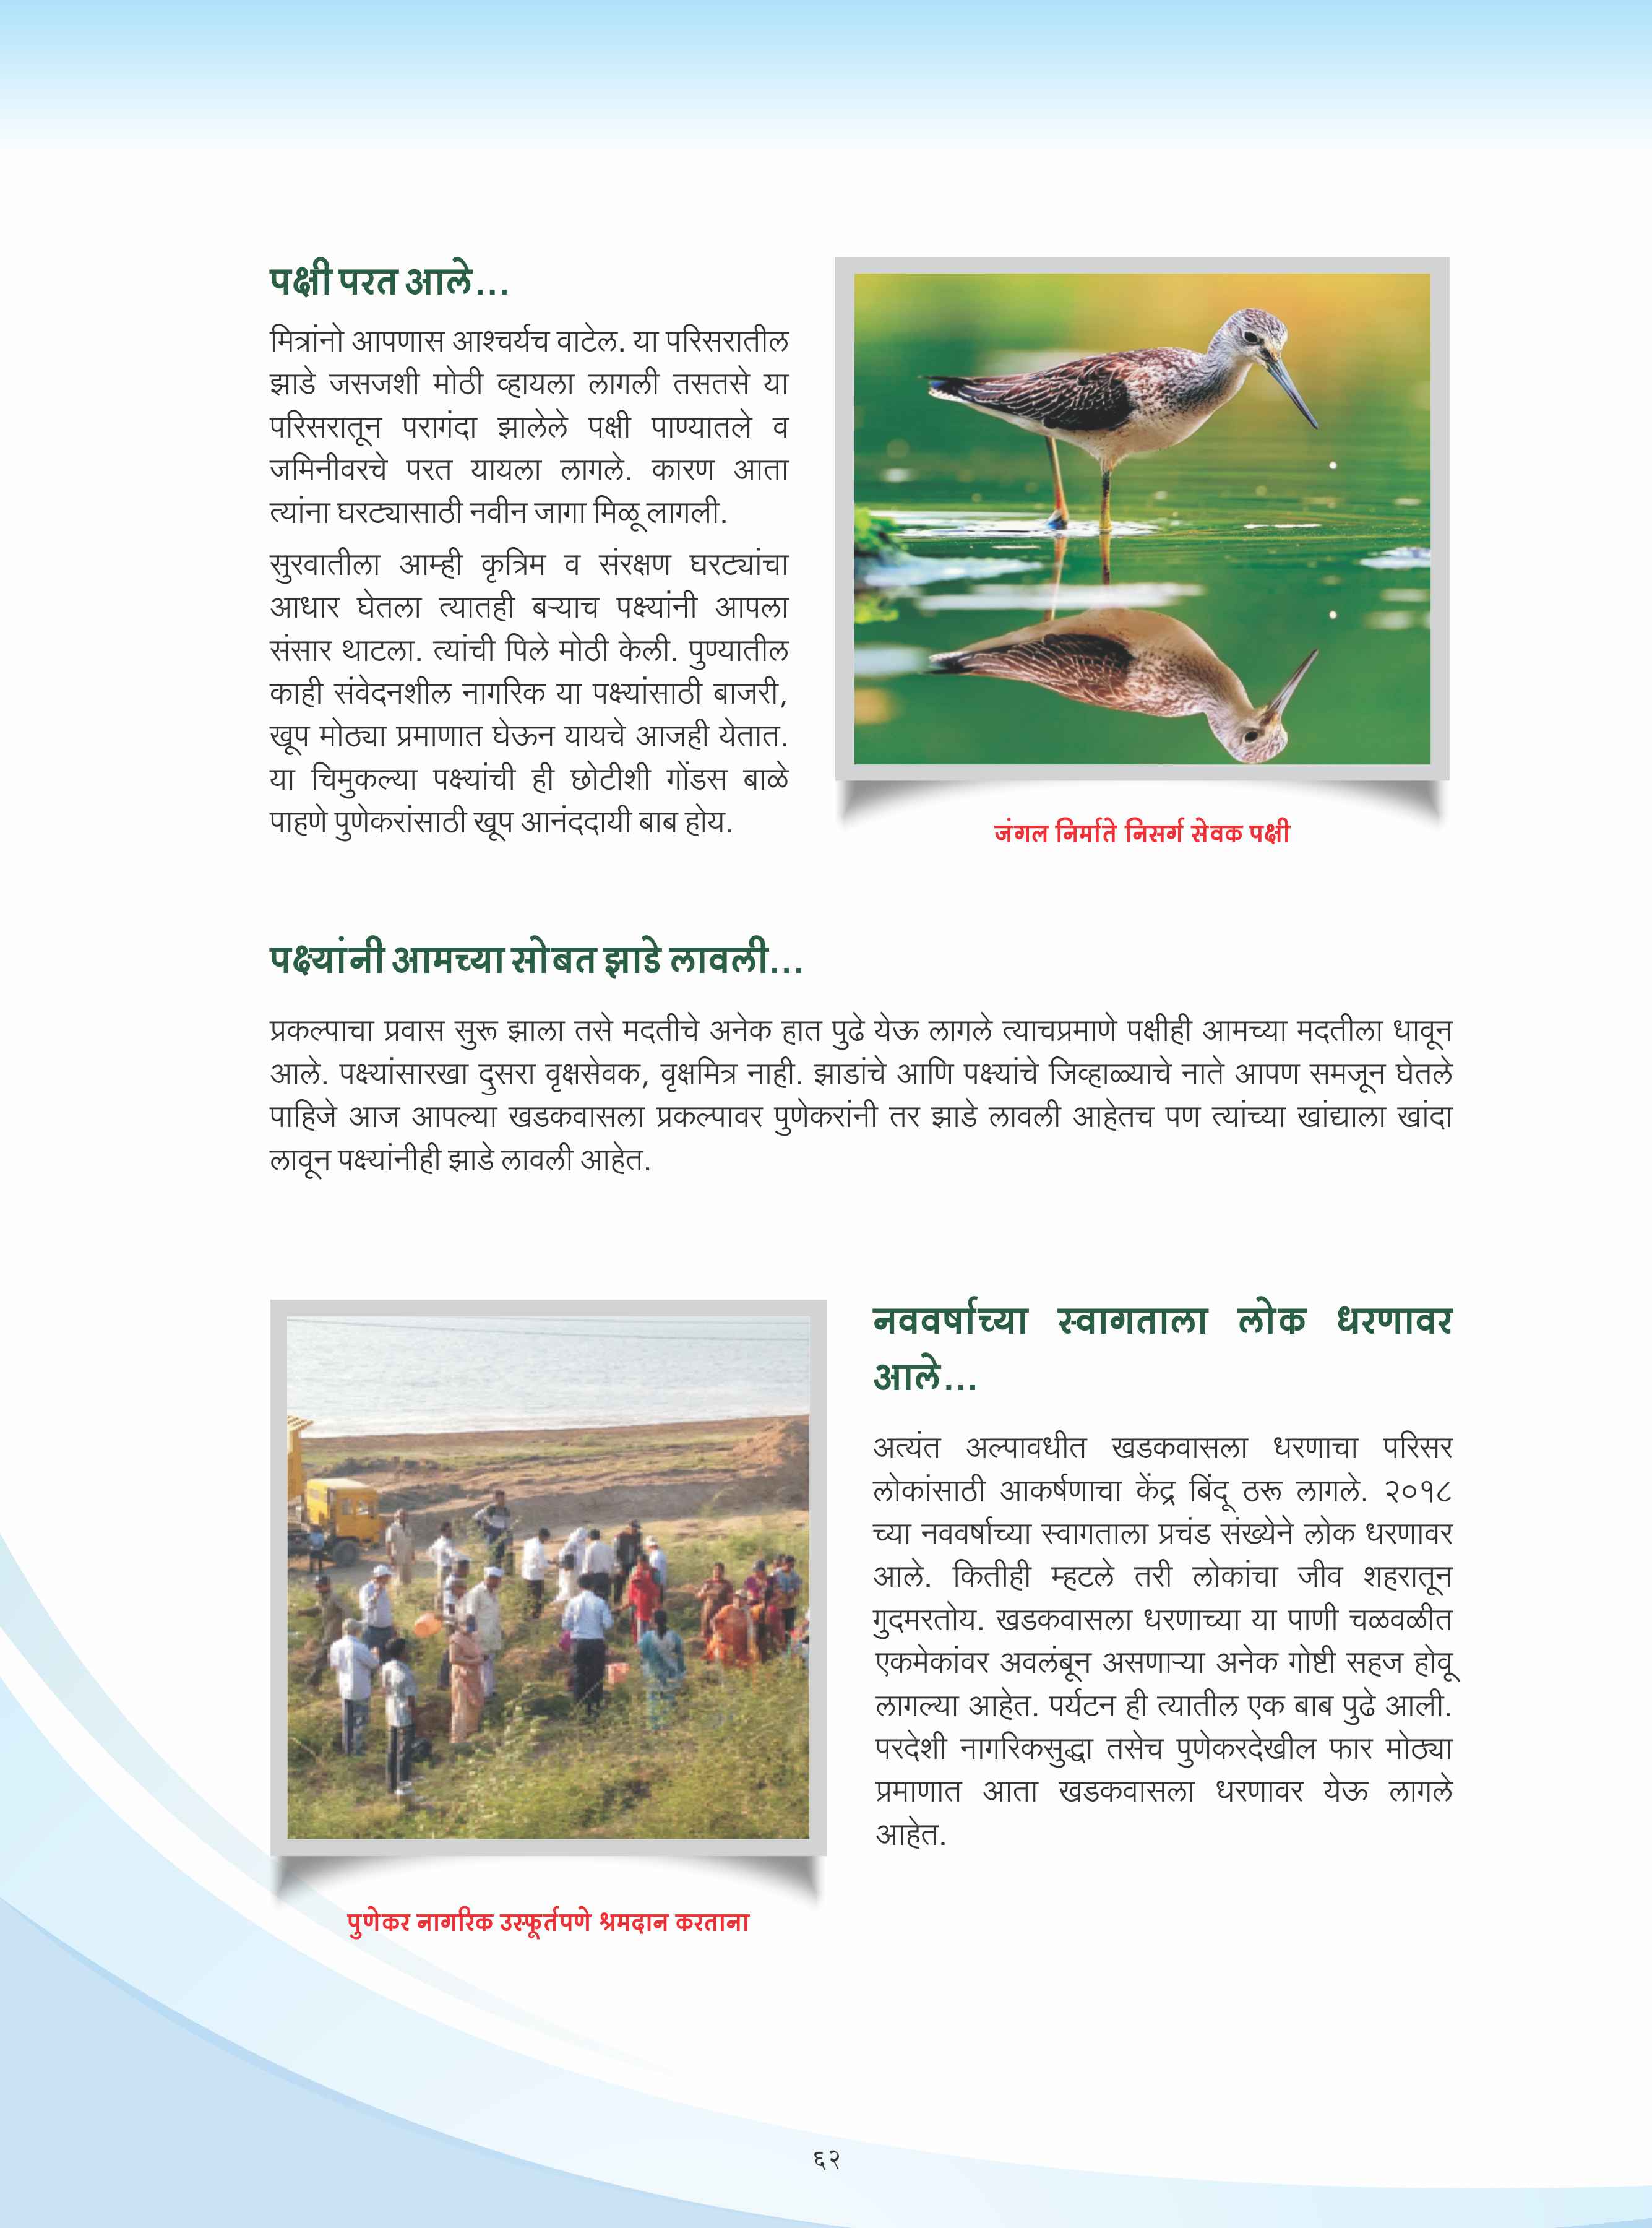 पक्षी परत आले...
मित्रांनो आपणास आश्चर्यच वाटेल. या परिसरातील
झाडे जसजशी मोठी व्हायला लागली तसतसे या
परिसरातून परागंदा झालेले पक्षी पाण्यातले व
जमिनीवरचे परत यायला लागले. कारण आता
त्यांना घरट्यासाठी नवीन जागा मिळू लागली.
सुरवातीला आम्ही कृत्रिम व संरक्षण घरट्यांचा
आधार घेतला त्यातही बऱ्याच पक्ष्यांनी आपला
संसार थाटला. त्यांची पिले मोठी केली. पुण्यातील
काही संवेदनशील नागरिक या पक्ष्यांसाठी बाजरी,
खूप मोठ्या प्रमाणात घेऊन यायचे आजही येतात.
या चिमुकल्या पक्ष्यांची ही छोटीशी गोंडस बाळे
पाहणे पुणेकरांसाठी खूप आनंददायी बाब होय.
जंगल निर्माते निसर्ग सेवक पक्षी
पक्ष्यांनी आमच्या सोबत झाडे लावली...
प्रकल्पाचा प्रवास सुरू झाला तसे मदतीचे अनेक हात पुढे येऊ लागले त्याचप्रमाणे पक्षीही आमच्या मदतीला धावून
आले. पक्ष्यांसारखा दुसरा वृक्षसेवक, वृक्षमित्र नाही. झाडांचे आणि पक्ष्यांचे जिव्हाळ्याचे नाते आपण समजून घेतले
पाहिजे आज आपल्या खडकवासला प्रकल्पावर पुणेकरांनी तर झाडे लावली आहेतच पण त्यांच्या खांद्याला खांदा
लावून पक्ष्यांनीही झाडे लावली आहेत.
नववर्षाच्या स्वागताला लोक धरणावर
आले...
अत्यंत अल्पावधीत खडकवासला धरणाचा परिसर
लोकांसाठी आकर्षणाचा केंद्र बिंदू ठरू लागले. २०१८
च्या नववर्षाच्या स्वागताला प्रचंड संख्येने लोक धरणावर
आले. कितीही म्हटले तरी लोकांचा जीव शहरातून
गुदमरतोय. खडकवासला धरणाच्या या पाणी चळवळीत
एकमेकांवर अवलंबून असणाऱ्या अनेक गोष्टी सहज होवू
लागल्या आहेत. पर्यटन ही त्यातील एक बाब पुढे आली.
परदेशी नागरिकसुद्धा तसेच पुणेकरदेखील फार मोठ्या
प्रमाणात आता खडकवासला धरणावर येऊ लागले
आहेत.
पुणेकर नागरिक उस्फूर्तपणे श्रमदान करताना
६२